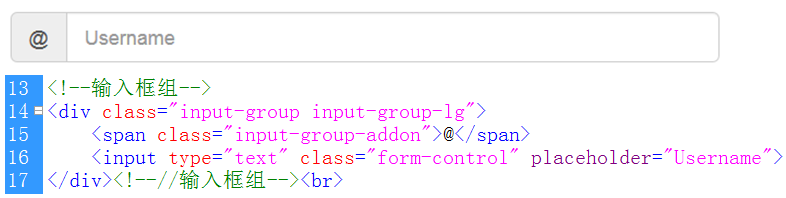 @ Username
13 <!--输入框组-->
14 <div class="input-group input-group-lg">
15 <span class="input-group-addon">@</span>
16 <input type="text" class="form-control" placeholder="Username">
17 </div><!--//输入框组--><br>